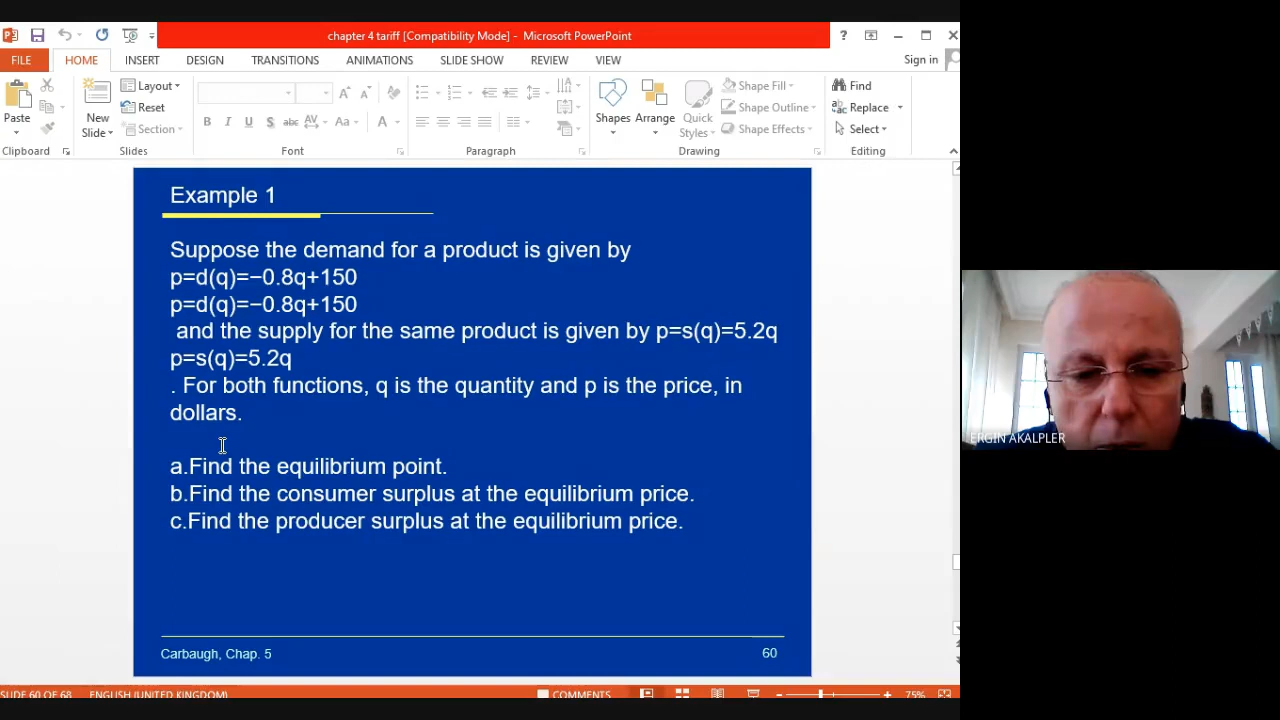 chapter 4 tariff [Compatibility Mode] - Microsoft PowerPoint
?
Sign in
FILE
HOME
INSERT
DESIGN
TRANSITIONS
ANIMATIONS
SLIDE SHOW
REVIEW
VIEW
Paste
Clipboard
New
Slide
Layout
Reset
Section
Slides
B I U S abc AV Aa A
Font
Paragraph
Shapes
Arrange
Quick
Styles
Shape Fill
Shape Outline
Shape Effects
Drawing
Find
Replace
Select
Editing
Example 1
Suppose the demand for a product is given by
p=d(q)=−0.8q+150
p=d(q)=−0.8q+150
and the supply for the same product is given by p=s(q)=5.2q
p=s(q)=5.2q
. For both functions, q is the quantity and p is the price, in
dollars.
a.Find the equilibrium point.
b.Find the consumer surplus at the equilibrium price.
c.Find the producer surplus at the equilibrium price.
Carbaugh, Chap. 5
60
SLIDE 60 OF 68
ENGLISH (UNITED KINGDOM)
COMMENTS
75%
ERGIN AKALPLER